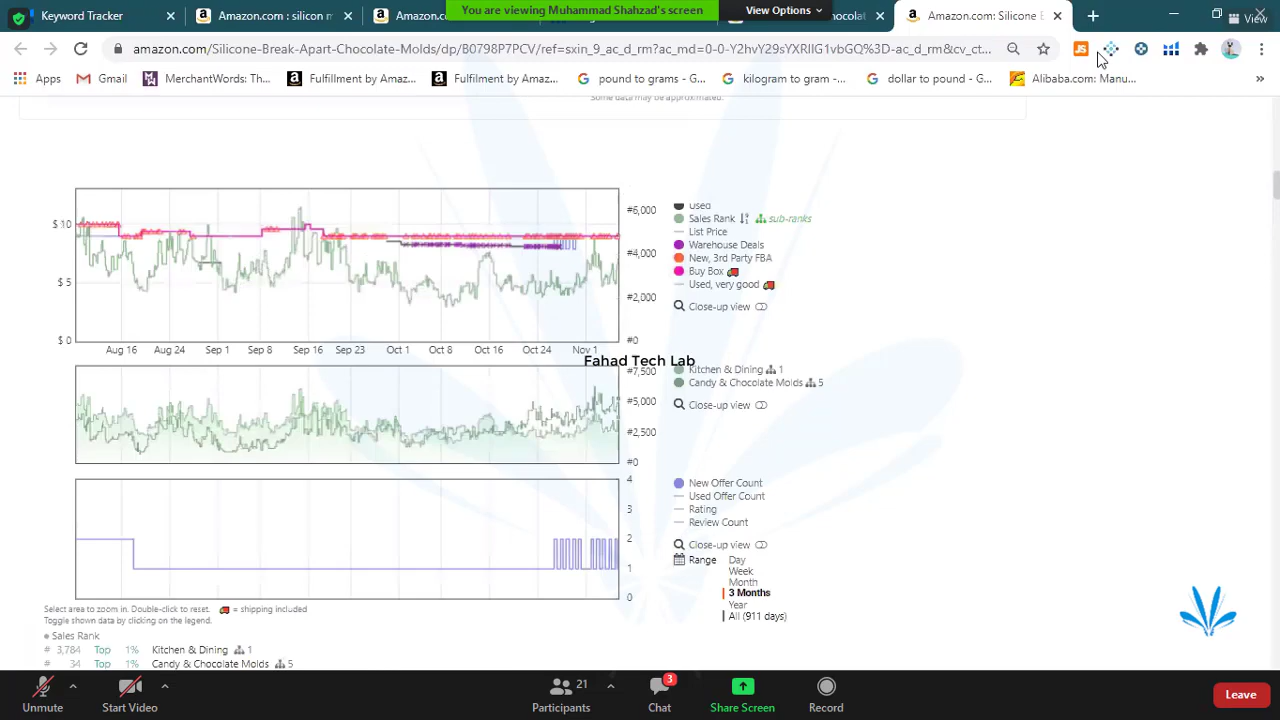 You are viewing Muhammad Shahzad's screen
View Options
Keyword Tracker
Amazon.com : silicon m
Amazon.com: Silicone E
View
amazon.com/Silicone-Break-Apart-Chocolate-Molds/dp/B0798P7PCV/ref=sxin_9_ac_d_rm?ac_md=0-0-Y2hvY29sYXRlIG1vbGQ%3D-ac_d_rm&cv_ct...
Apps
Gmail
MerchantWords: Th...
Fulfillment by Amaz...
Fulfilment by Amaz...
pound to grams - G...
kilogram to gram -...
dollar to pound - G...
Alibaba.com: Manu...
»
Some data may be approximated.
$ 10
$ 5
$ 0
#6,000
#4,000
#2,000
#0
Aug 16 Aug 24 Sep 1 Sep 8 Sep 16 Sep 23 Oct 1 Oct 8 Oct 16 Oct 24 Nov 1
Used
Sales Rank sub-ranks
List Price
Warehouse Deals
New, 3rd Party FBA
Buy Box
Used, very good
Close-up view
Fahad Tech Lab
#7,500
#5,000
#2,500
#0
Kitchen & Dining 1
Candy & Chocolate Molds 5
Close-up view
4
3
2
1
0
New Offer Count
Used Offer Count
Rating
Review Count
Close-up view
Range
Day
Week
Month
3 Months
Year
All (911 days)
Select area to zoom in. Double-click to reset. = shipping included
Toggle shown data by clicking on the legend.
Sales Rank
# 3,784 Top 1% Kitchen & Dining 1
# 34 Top 1% Candy & Chocolate Molds 5
Unmute
Start Video
21
Participants
3
Chat
Share Screen
Record
Leave